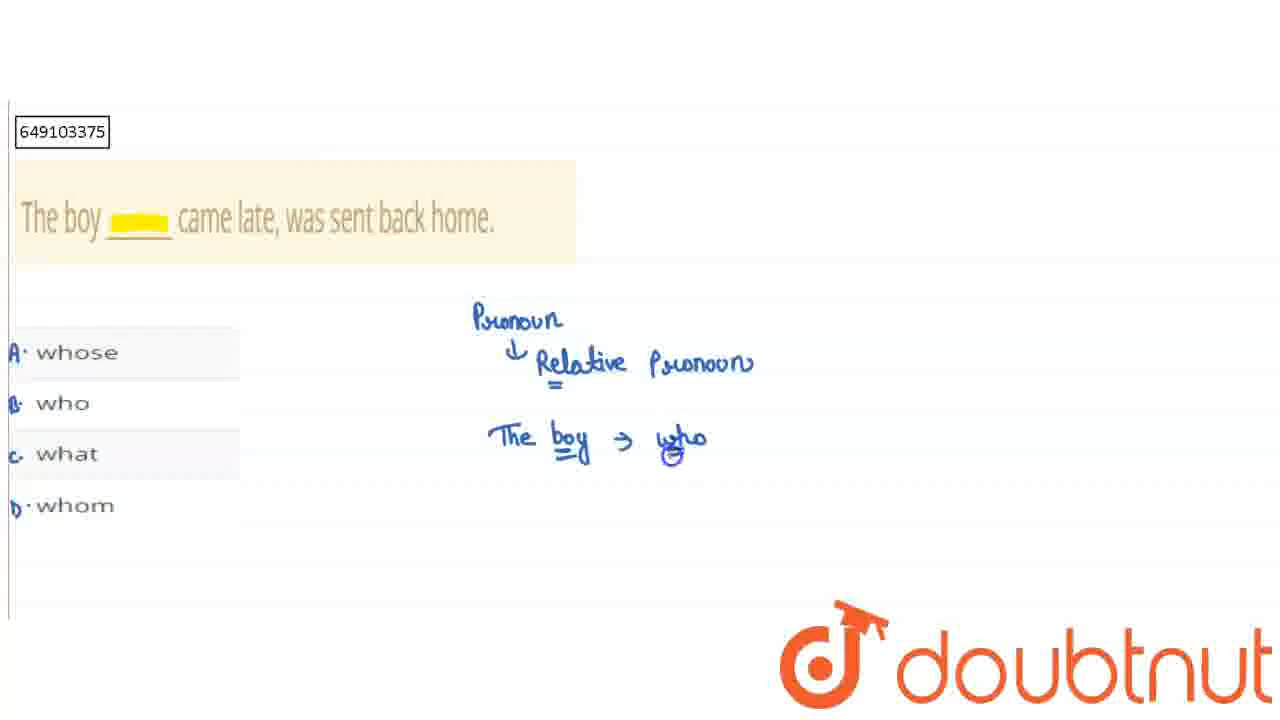 649103375
The boy ______ came late, was sent back home.
Pronoun
↓ Relative Pronoun
The boy → who
A. whose
B. who
C. what
D. whom
doubtnut